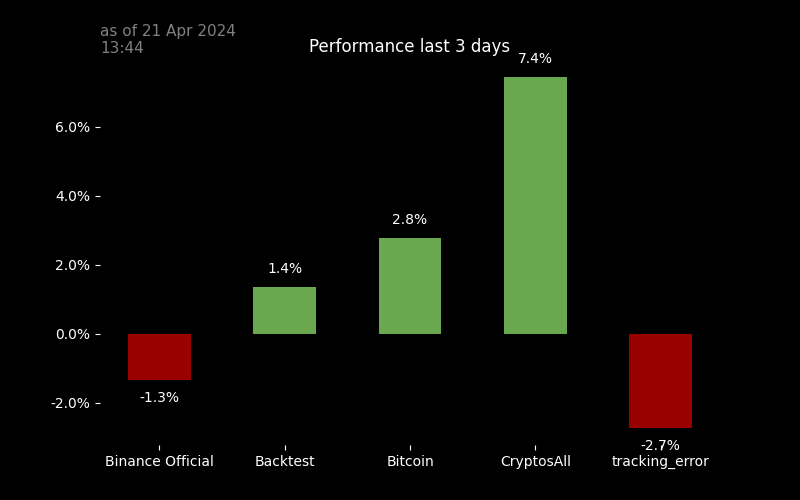 as of 21 Apr 2024
13:44
Performance last 3 days
7.4%
6.0%
4.0%
2.8%
2.0%
1.4%
0.0%
-1.3%
-2.0%
-2.7%
Binance Official
Backtest
Bitcoin
CryptosAll
tracking_error